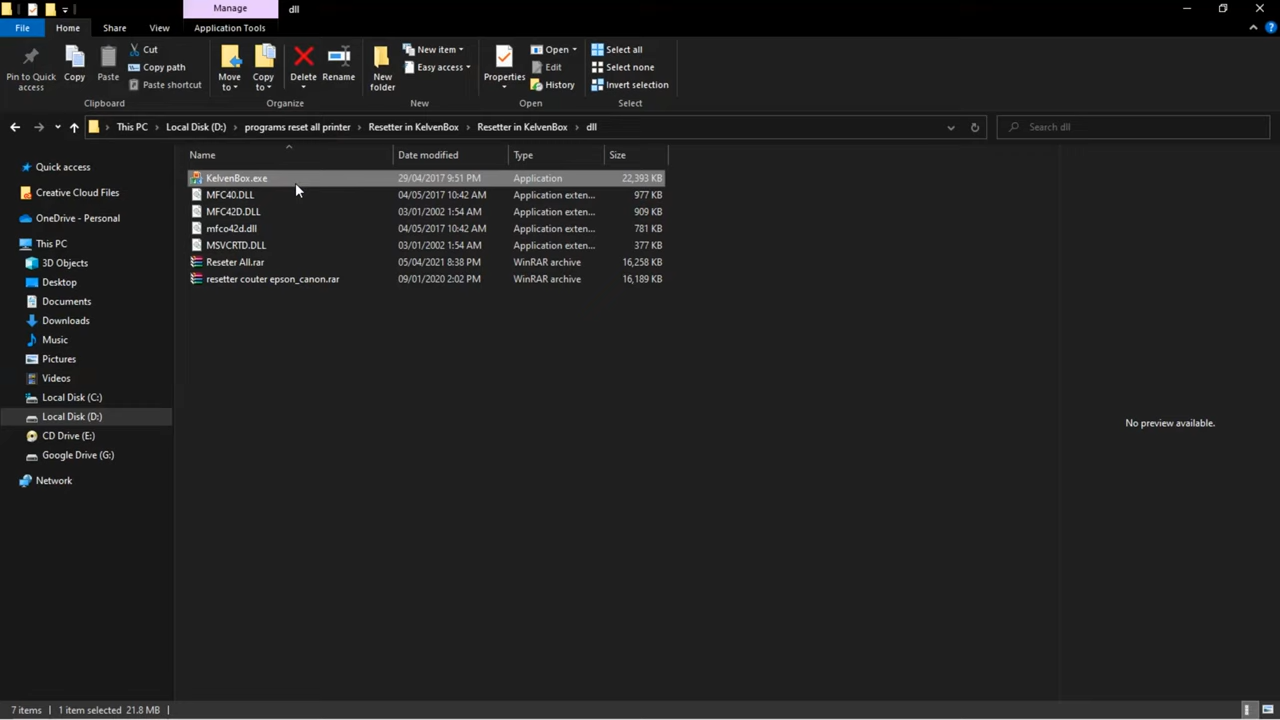 Manage
dll
File
Home
Share
View
Application Tools
Pin to Quick access
Copy
Paste
Cut
Copy path
Paste shortcut
Clipboard
Move to
Copy to
Delete
Rename
Organize
New folder
New item
Easy access
New
Properties
Open
Edit
History
Open
Select all
Select none
Invert selection
Select
This PC
Local Disk (D:)
programs reset all printer
Resetter in KelvenBox
Resetter in KelvenBox
dll
Search dll
Name
Date modified
Type
Size
KelvenBox.exe 29/04/2017 9:51 PM Application 22,393 KB
MFC40.DLL 04/05/2017 10:42 AM Application exten... 977 KB
MFC42D.DLL 03/01/2002 1:54 AM Application exten... 909 KB
mfco42d.dll 04/05/2017 10:42 AM Application exten... 781 KB
MSVCRTD.DLL 03/01/2002 1:54 AM Application exten... 377 KB
Reseter All.rar 05/04/2021 8:38 PM WinRAR archive 16,258 KB
resetter couter epson_canon.rar 09/01/2020 2:02 PM WinRAR archive 16,189 KB
Quick access
Creative Cloud Files
OneDrive - Personal
This PC
3D Objects
Desktop
Documents
Downloads
Music
Pictures
Videos
Local Disk (C:)
Local Disk (D:)
CD Drive (E:)
Google Drive (G:)
Network
No preview available.
7 items
1 item selected 21.8 MB